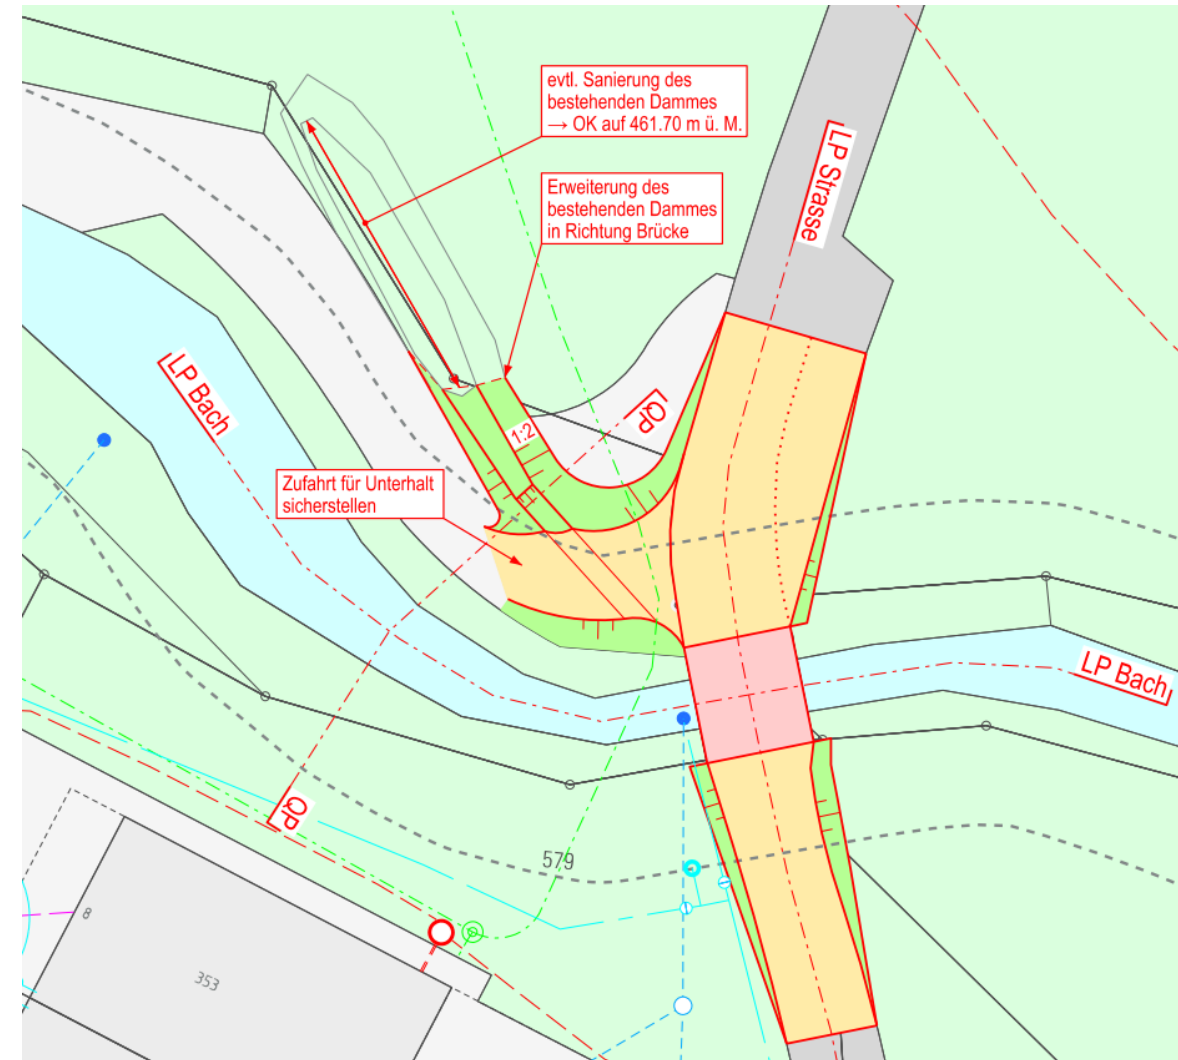 evtl. Sanierung des
bestehenden Dammes
→ OK auf 461.70 m ü. M.
LP Strasse
Erweiterung des
bestehenden Dammes
in Richtung Brücke
LP Bach
QP
1:2
Zufahrt für Unterhalt
sicherstellen
LP Bach
QP
579
8
353